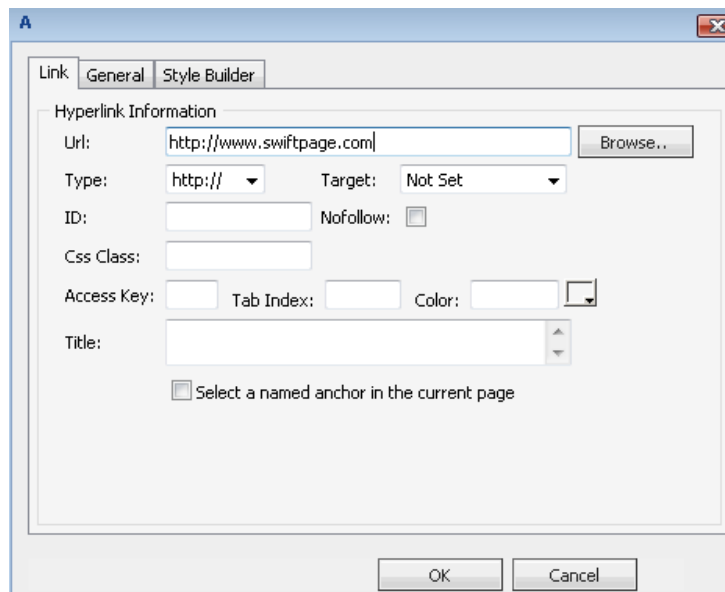 A
Link General Style Builder
Hyperlink Information
Url: http://www.swiftpage.com Browse..
Type: http:// Target: Not Set
ID: Nofollow:
Css Class:
Access Key: Tab Index: Color:
Title:
Select a named anchor in the current page
OK Cancel